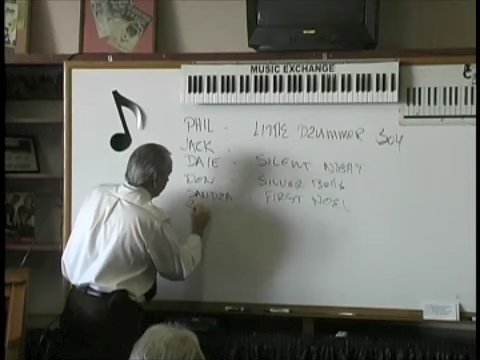 MUSIC EXCHANGE
PHIL - LITTLE DRUMMER BOY
JACK -
DALE - SILENT NIGHT
DON - SILVER BELLS
SANDRA - FIRST NOEL